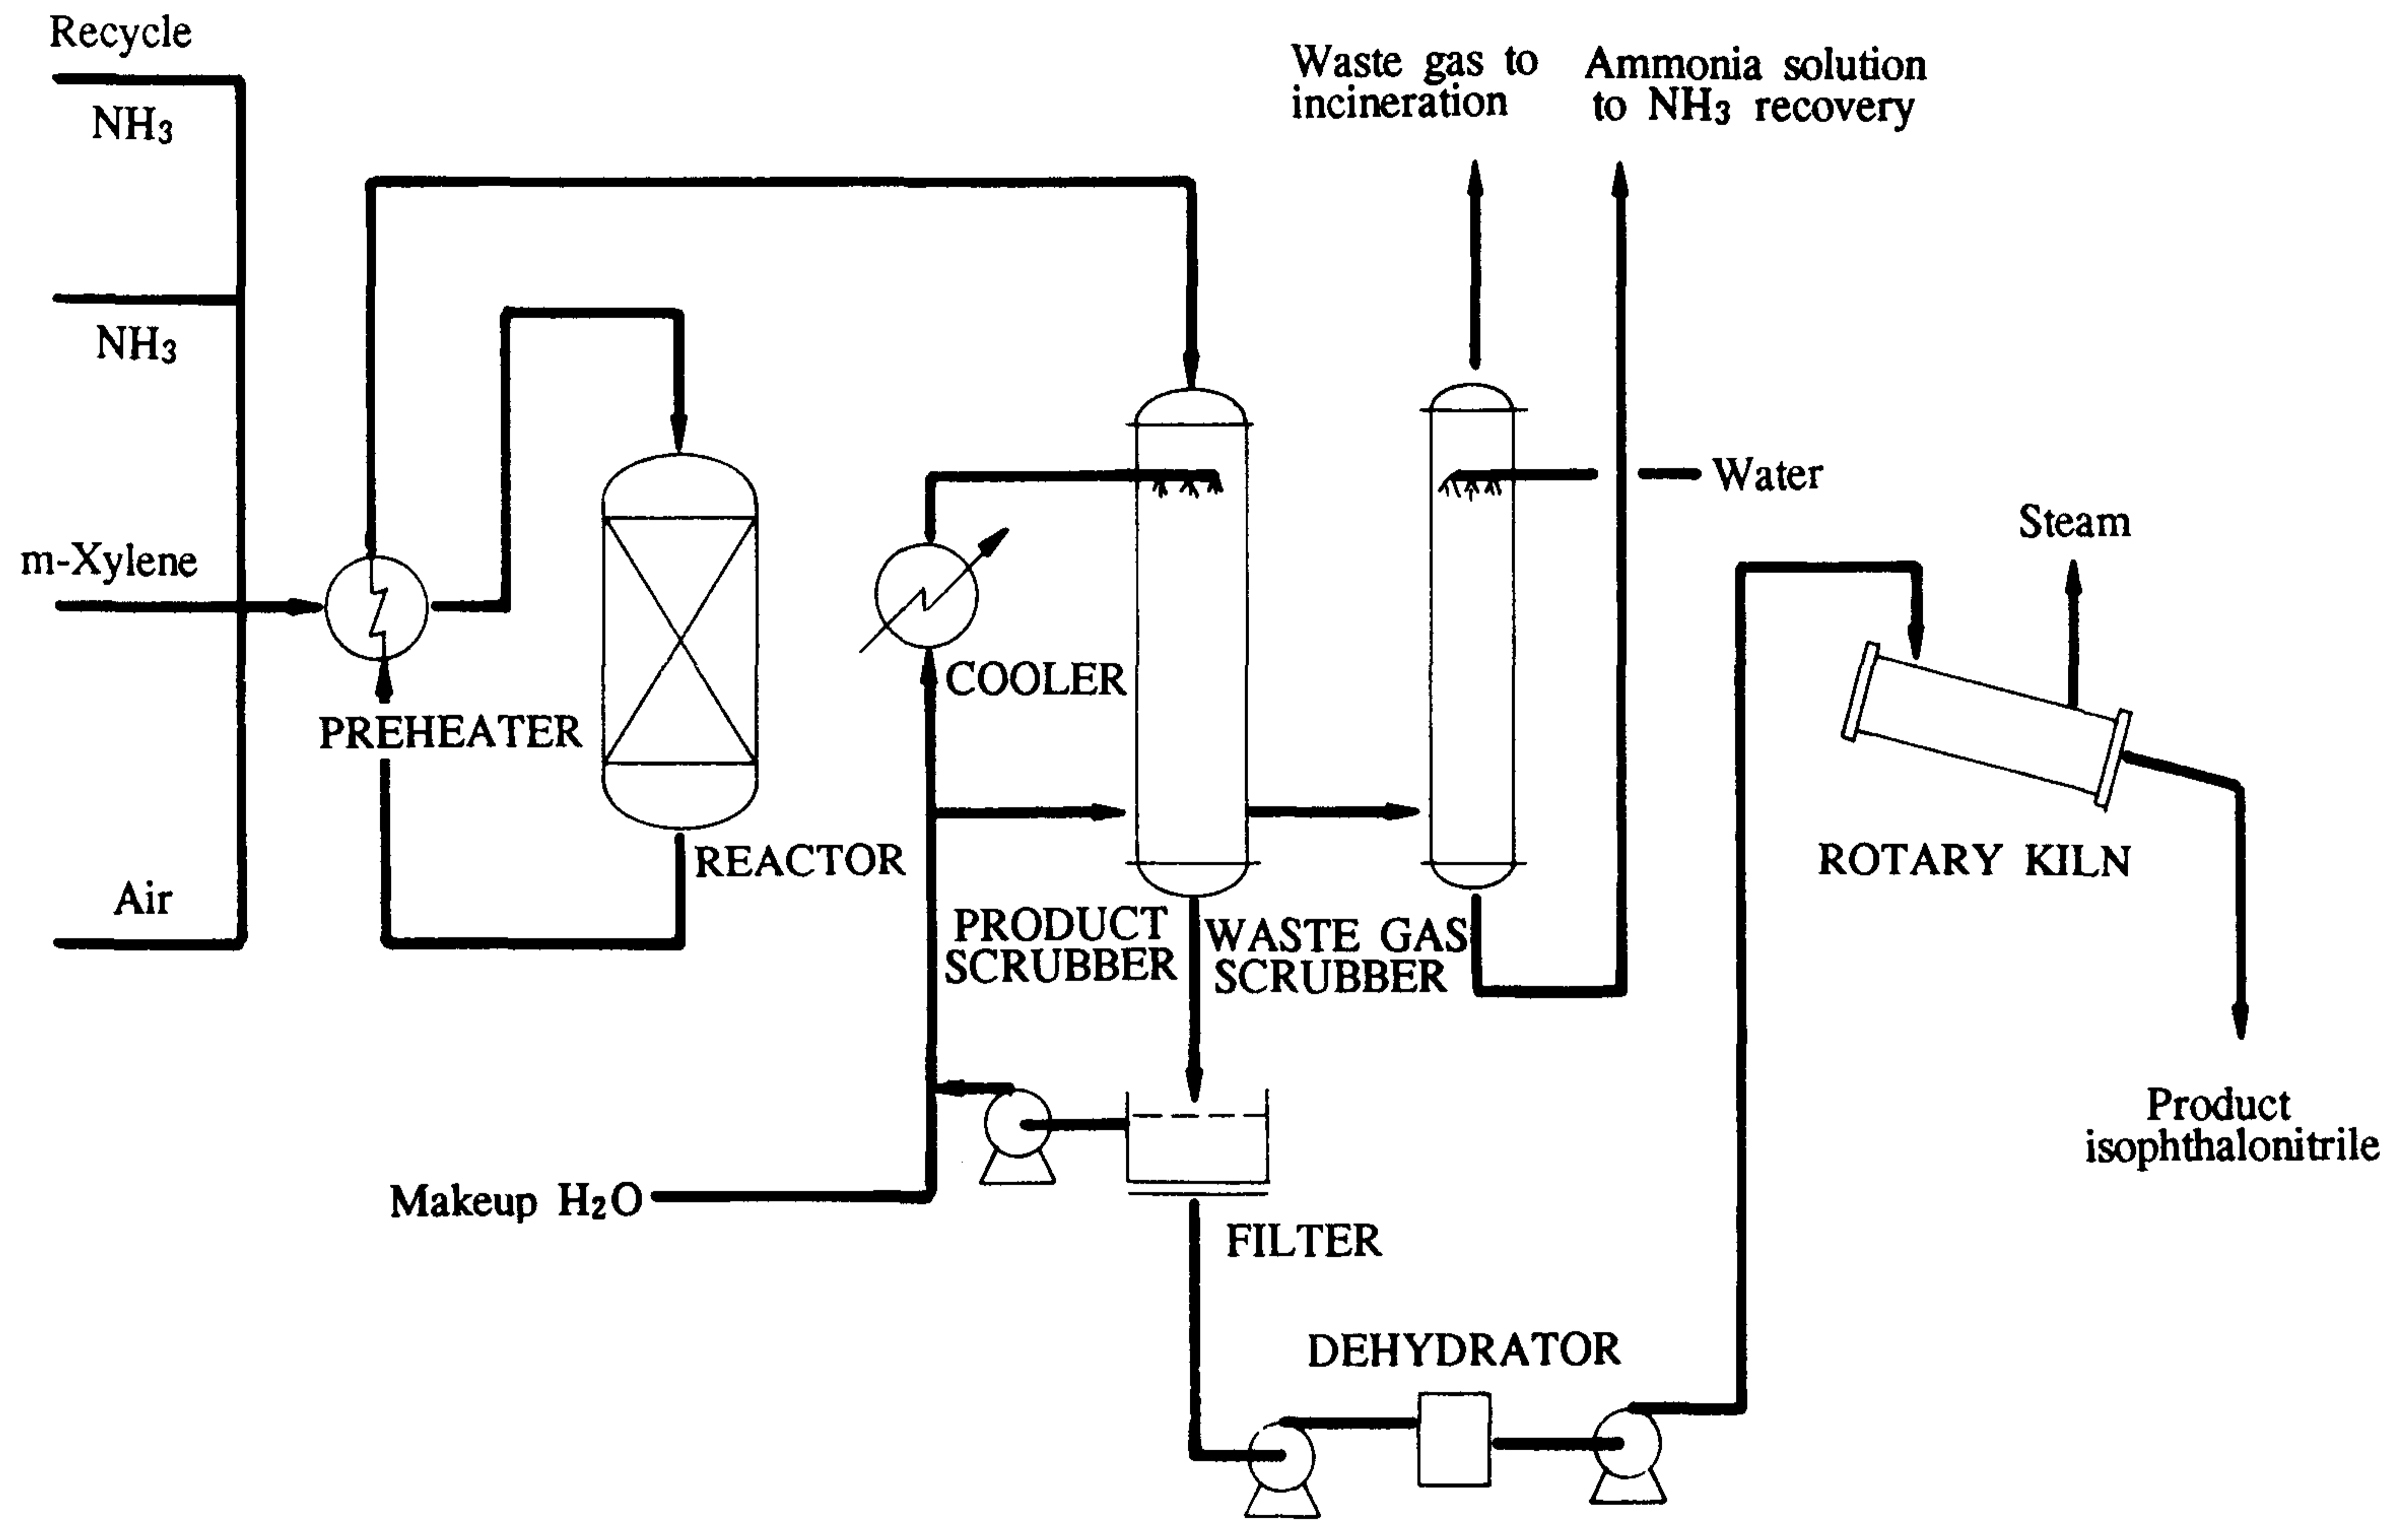 Recycle
NH3
NH3
m-Xylene
Air
PREHEATER
REACTOR
COOLER
PRODUCT
SCRUBBER
Waste gas to
incineration
Ammonia solution
to NH3 recovery
Water
WASTE GAS
SCRUBBER
Steam
ROTARY KILN
Product
isophthalonitrile
Makeup H2O
FILTER
DEHYDRATOR